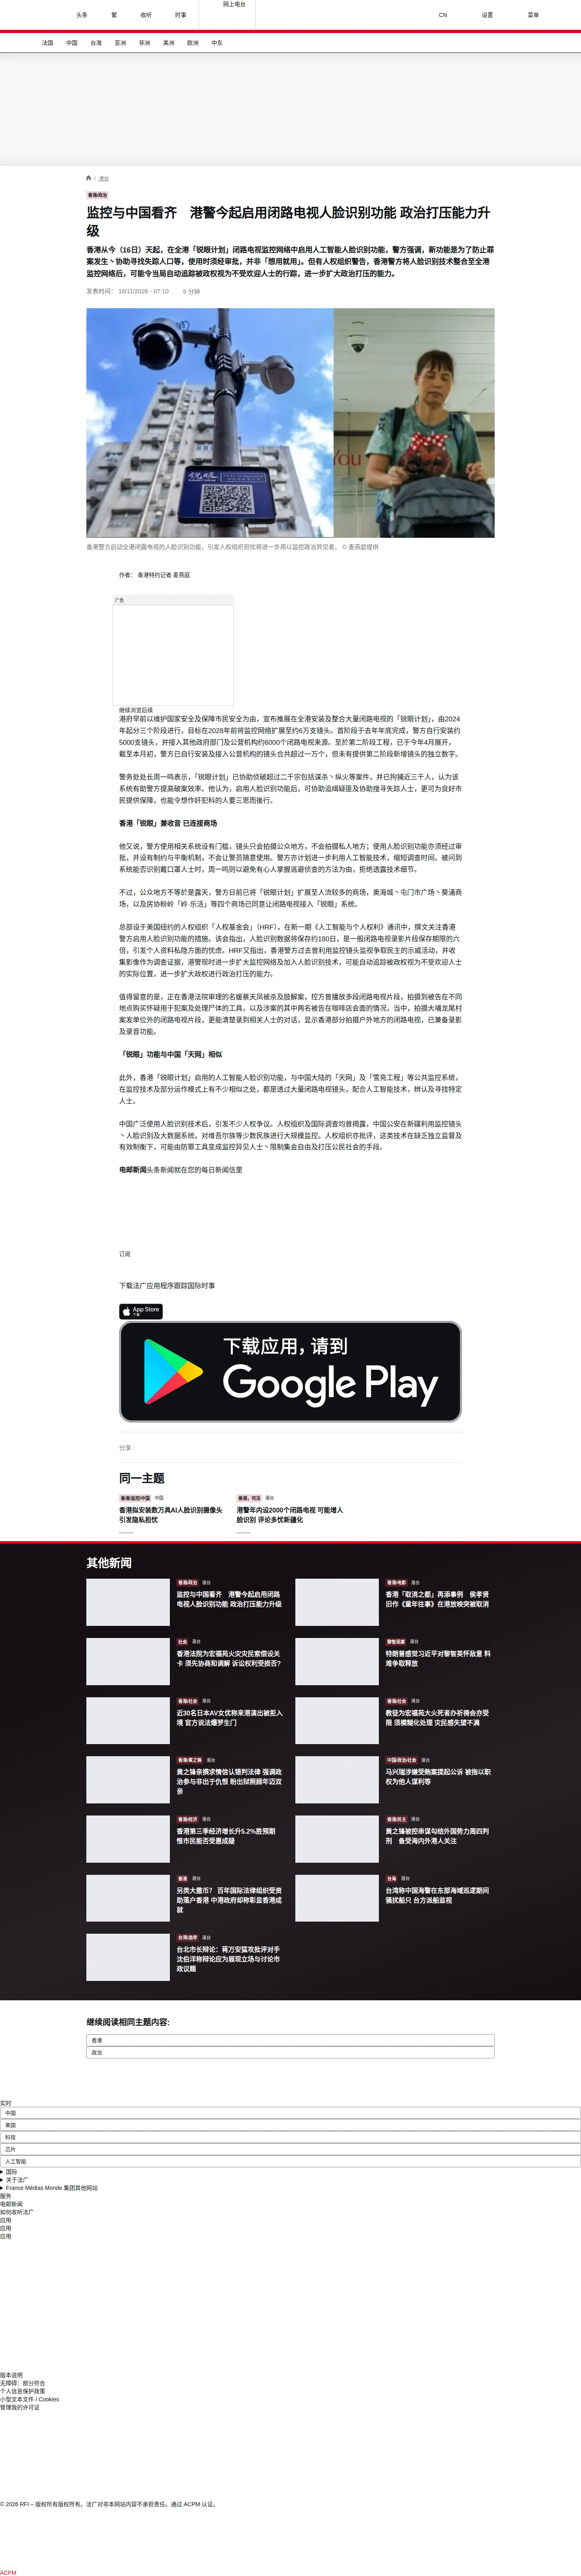 头条
繁
收听
时事
网上电台
CN
设置
菜单
法国
中国
台海
亚洲
非洲
美洲
欧洲
中东
/ 港台
香港/政治
监控与中国看齐　港警今起启用闭路电视人脸识别功能 政治打压能力升
级
香港从今（16日）天起，在全港「锐眼计划」闭路电视监控网络中启用人工智能人脸识别功能，警方强调，新功能是为了防止罪
案发生丶协助寻找失踪人口等，使用时须经审批，并非「想用就用」。但有人权组织警告，香港警方将人脸识别技术整合至全港
监控网络后，可能令当局自动追踪被政权视为不受欢迎人士的行踪，进一步扩大政治打压的能力。
发表时间： 16/11/2026 - 07:10
9 分钟
锐眼
You
香港警方启动全港闭露电视的人脸识别功能，引发人权组织担忧将进一步用以监控政治异见者。 © 麦燕庭提供
作者： 香港特约记者 麦燕庭
广告
继续浏览后续
港府早前以维护国家安全及保障市民安全为由，宣布推展在全港安装及整合大量闭路电视的「锐眼计划」，由2024
年起分三个阶段进行，目标在2028年前将监控网络扩展至约6万支镜头。首阶段于去年年底完成，警方自行安装约
5000支镜头，并接入其他政府部门及公营机构约6000个闭路电视来源。至於第二阶段工程，已于今年4月展开，
截至本月初，警方已自行安装及接入公营机构的镜头合共超过一万个，但未有提供第二阶段新增镜头的独立数字。
警务处处长周一鸣表示，「锐眼计划」已协助侦破超过二千宗包括谋杀丶纵火等案件，并已拘捕近三千人，认为该
系统有助警方提高破案效率。他认为，启用人脸识别功能后，可协助追缉疑匪及协助搜寻失踪人士，更可为良好市
民提供保障，也能令想作奸犯科的人要三思而後行。
香港「锐眼」兼收音 已连接商场
他又说，警方使用相关系统设有门槛，镜头只会拍摄公众地方，不会拍摄私人地方；使用人脸识别功能亦须经过审
批，并设有制约与平衡机制，不会让警员随意使用。警方亦计划进一步利用人工智能技术，缩短调查时间。被问到
系统能否识别戴口罩人士时，周一鸣则以避免有心人掌握逃避侦查的方法为由，拒绝透露技术细节。
不过，公众地方不等於是露天，警方日前已将「锐眼计划」扩展至人流较多的商场，奥海城丶屯门市广场丶葵涌商
场，以及房协粉岭「岭·乐活」等四个商场已同意让闭路电视接入「锐眼」系统。
总部设于美国纽约的人权组织「人权基金会」（HRF），在新一期《人工智能与个人权利》通讯中，撰文关注香港
警方启用人脸识别功能的措施。该会指出，人脸识别数据将保存约180日，是一般闭路电视录影片段保存期限的六
倍，引发个人资料私隐方面的忧虑。HRF又指出，香港警方过去曾利用监控镜头监视争取民主的示威活动，并收
集影像作为调查证据，港警现时进一步扩大监控网络及加入人脸识别技术，可能自动追踪被政权视为不受欢迎人士
的实际位置，进一步扩大政权进行政治打压的能力。
值得留意的是，正在香港法院审理的名媛蔡天凤被杀及肢解案，控方曾播放多段闭路电视片段，拍摄到被告在不同
地点购买怀疑用于犯案及处理尸体的工具，以及涉案的其中两名被告在咖啡店会面的情况，当中，拍摄大埔龙尾村
案发单位外的闭路电视片段，更能清楚录到相关人士的对话，显示香港部分拍摄户外地方的闭路电视，已兼备录影
及录音功能。
「锐眼」功能与中国「天网」相似
此外，香港「锐眼计划」启用的人工智能人脸识别功能，与中国大陆的「天网」及「雪亮工程」等公共监控系统，
在监控技术及部分运作模式上有不少相似之处，都是透过大量闭路电视镜头，配合人工智能技术，辨认及寻找特定
人士。
中国广泛使用人脸识别技术后，引发不少人权争议。人权组织及国际调查均曾揭露，中国公安在新疆利用监控镜头
丶人脸识别及大数据系统，对维吾尔族等少数民族进行大规模监控。人权组织亦批评，这类技术在缺乏独立监督及
有效制衡下，可能由防罪工具变成监控异见人士丶限制集会自由及打压公民社会的手段。
电邮新闻头条新闻就在您的每日新闻信里
订阅
下载法广应用程序跟踪国际时事
App Store
下载
下载应用，请到
Google Play
分享 :
同一主题
香港/监控/中国 中国
香港拟安装数万具AI人脸识别摄像头
引发隐私担忧
香港，司法 港台
港警年内设2000个闭路电视 可能增人
脸识别 评论多忧新疆化
其他新闻
香港/政治 港台
监控与中国看齐　港警今起启用闭路
电视人脸识别功能 政治打压能力升级
香港/电影 港台
香港「取消之都」再添事例　侯孝贤
旧作《童年往事》在港放映突被取消
社会 港台
香港法院为宏福苑火灾灾民索偿设关
卡 须先协商和调解 诉讼权利受损否?
黎智英案 港台
特朗普感觉习近平对黎智英怀敌意 料
难争取释放
香港/社会 港台
近30名日本AV女优称来港演出被拒入
境 官方说法爆罗生门
香港/社会 港台
教徒为宏福苑大火死者办祈祷会亦受
限 须模糊化处理 灾民感失望不满
香港/黄之锋 港台
黄之锋亲撰求情信认错判法律 强调政
治参与非出于仇恨 盼出狱照顾年迈双
亲
中国/政治/社会 港台
马兴瑞涉嫌受贿案提起公诉 被指以职
权为他人谋利等
香港/经济 港台
香港第三季经济增长升5.2%胜预期
惟市民能否受惠成疑
香港/民主 港台
黄之锋被控串谋勾结外国势力周四判
刑　备受海内外港人关注
香港 港台
另类大撒币？ 百年国际法律组织受资
助落户香港 中港政府却称彰显香港成
就
台海 港台
台湾称中国海警在东部海域巡逻期间
骚扰船只 台方派船监视
台湾/选举 港台
台北市长辩论：蒋万安猛攻批评对手
沈伯洋称辩论应为展现立场与讨论市
政议题
继续阅读相同主题内容:
香港
政治
实时
中国
美国
科技
芯片
人工智能
国际
关于法广
France Médias Monde 集团其他网站
服务
电邮新闻
如何收听法广
应用
应用
应用
版本说明
无障碍：部分符合
个人信息保护政策
小型文本文件 / Cookies
管理我的许可证
© 2026 RFI – 版权所有版权所有。法广对非本网站内容不承担责任。通过 ACPM 认证。
ACPM